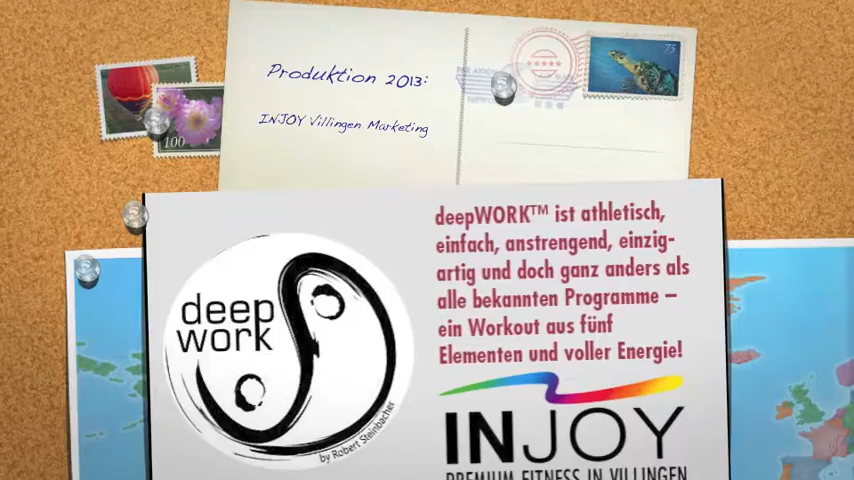 Produktion 2013:
INJOY Villingen Marketing
75
100
deep
work
by Robert Steinbacher
deepWORK™ ist athletisch,
einfach, anstrengend, einzig-
artig und doch ganz anders als
alle bekannten Programme –
ein Workout aus fünf
Elementen und voller Energie!
INJOY
PREMIUM FITNESS IN VILLINGEN